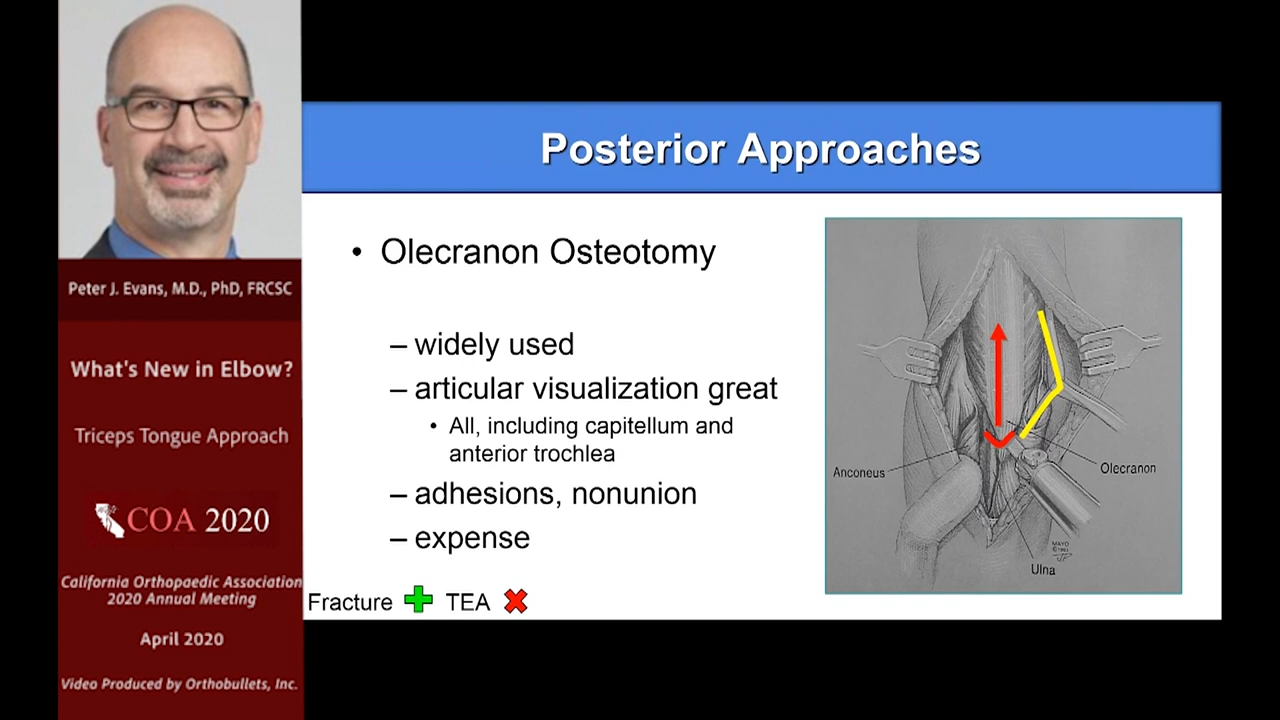 Peter J. Evans, M.D., PhD, FRCSC
What's New in Elbow?
Triceps Tongue Approach
COA 2020
California Orthopaedic Association
2020 Annual Meeting
April 2020
Video Produced by Orthobullets, Inc.
Posterior Approaches
• Olecranon Osteotomy
– widely used
– articular visualization great
• All, including capitellum and
anterior trochlea
– adhesions, nonunion
– expense
Fracture TEA
Anconeus
Olecranon
Ulna
MAYO